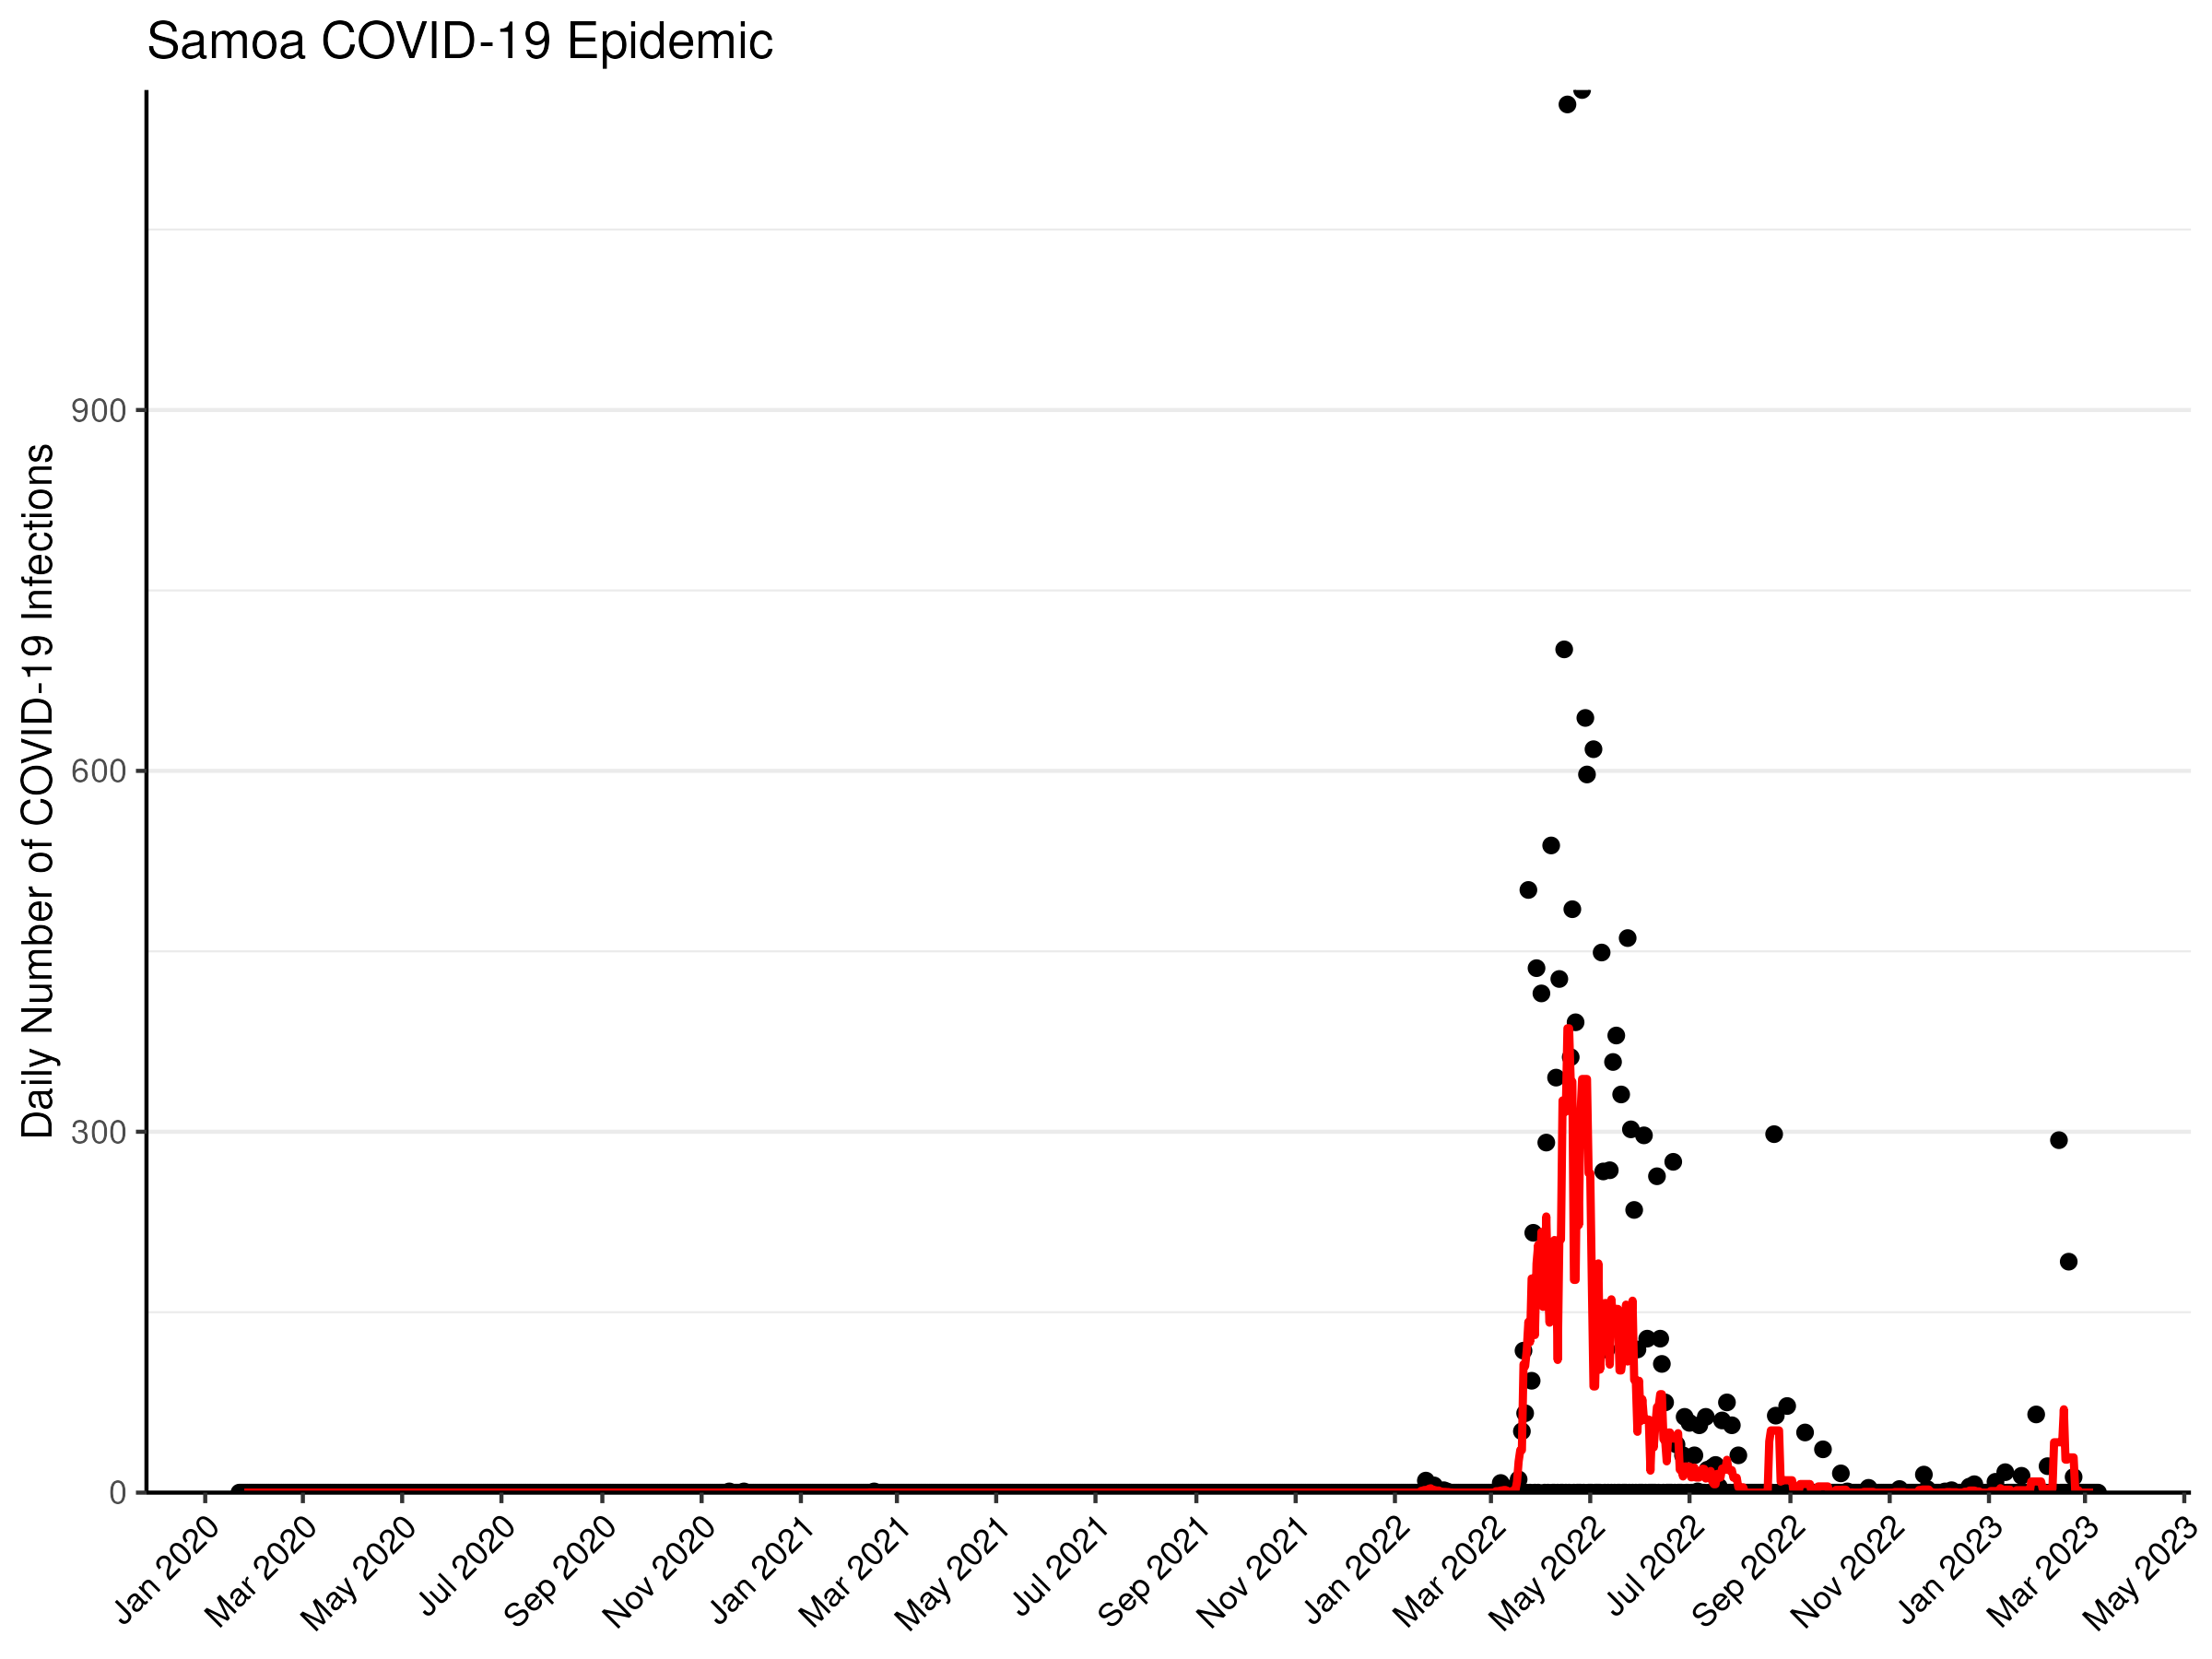 Samoa COVID-19 Epidemic
Daily Number of COVID-19 Infections
900
600
300
0
Jan 2020
Mar 2020
May 2020
Jul 2020
Sep 2020
Nov 2020
Jan 2021
Mar 2021
May 2021
Jul 2021
Sep 2021
Nov 2021
Jan 2022
Mar 2022
May 2022
Jul 2022
Sep 2022
Nov 2022
Jan 2023
Mar 2023
May 2023